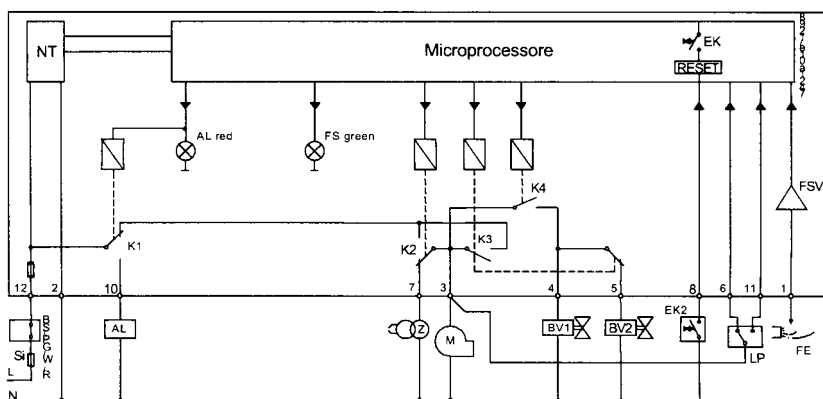 NT
Microprocessore
EK
RESET
AL red
FS green
FSV
K4
K1
K2
K3
12
2
10
7
3
4
5
8
6
11
1
Si
AL
Z
M
BV1
BV2
EK2
LP
FE
L
N